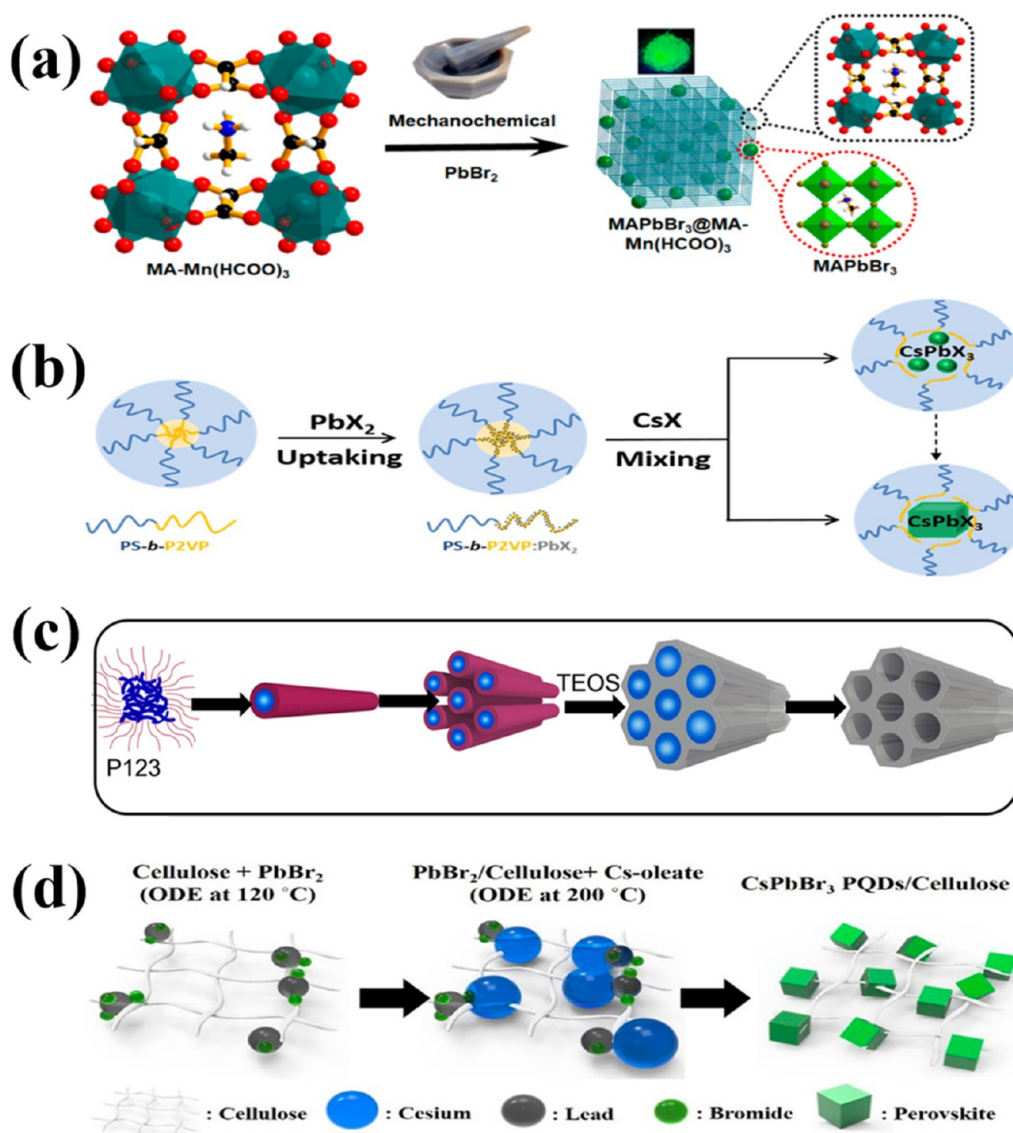 (a)
Mechanochemical
PbBr₂
MA-Mn(HCOO)₃
MAPbBr₃@MA-
Mn(HCOO)₃
MAPbBr₃
(b)
PbX₂
Uptaking
CsX
Mixing
CsPbX₃
CsPbX₃
PS-b-P2VP
PS-b-P2VP:PbX₂
(c)
P123
TEOS
(d)
Cellulose + PbBr₂
(ODE at 120 °C)
PbBr₂/Cellulose+ Cs-oleate
(ODE at 200 °C)
CsPbBr₃ PQDs/Cellulose
: Cellulose
: Cesium
: Lead
: Bromide
: Perovskite